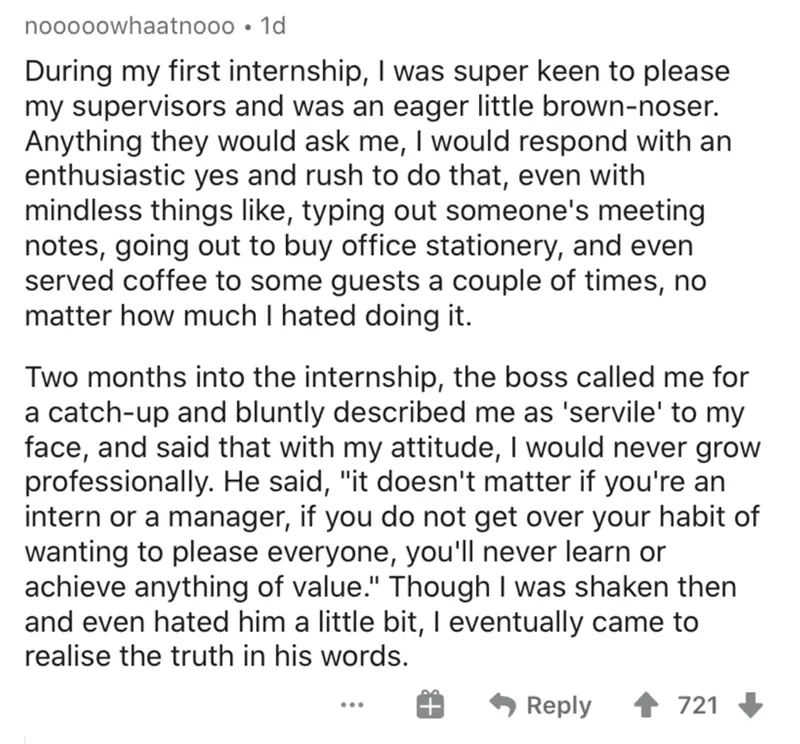 nooooowhaatnooo • 1d
During my first internship, I was super keen to please
my supervisors and was an eager little brown-noser.
Anything they would ask me, I would respond with an
enthusiastic yes and rush to do that, even with
mindless things like, typing out someone's meeting
notes, going out to buy office stationery, and even
served coffee to some guests a couple of times, no
matter how much I hated doing it.
Two months into the internship, the boss called me for
a catch-up and bluntly described me as 'servile' to my
face, and said that with my attitude, I would never grow
professionally. He said, "it doesn't matter if you're an
intern or a manager, if you do not get over your habit of
wanting to please everyone, you'll never learn or
achieve anything of value." Though I was shaken then
and even hated him a little bit, I eventually came to
realise the truth in his words.
... Reply 721